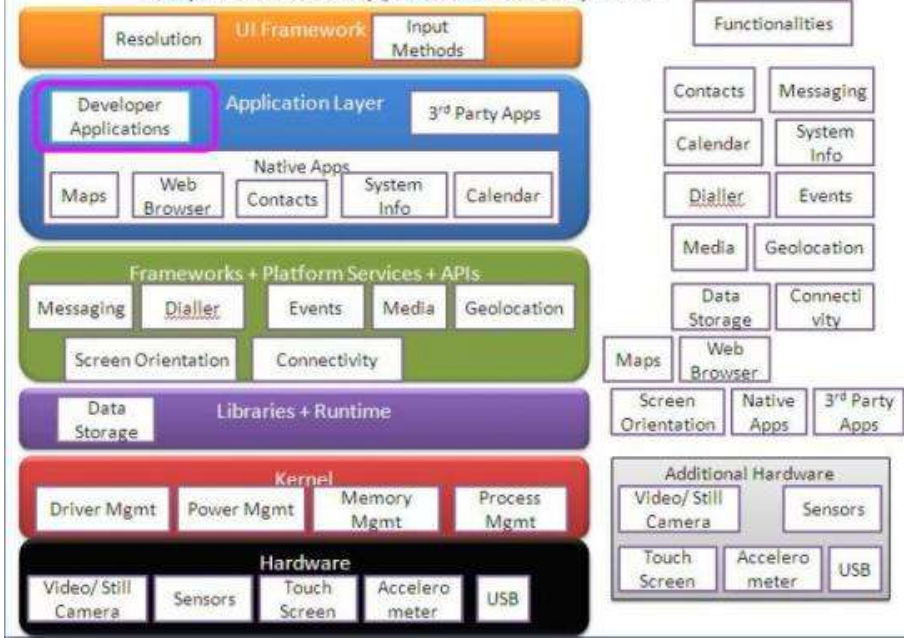 UI Framework
Resolution
Input
Methods
Application Layer
Developer
Applications
3rd Party Apps
Native Apps
Maps
Web
Browser
Contacts
System
Info
Calendar
Frameworks + Platform Services + APIs
Messaging
Dialler
Events
Media
Geolocation
Screen Orientation
Connectivity
Libraries + Runtime
Data
Storage
Kernel
Driver Mgmt
Power Mgmt
Memory
Mgmt
Process
Mgmt
Hardware
Video/ Still
Camera
Sensors
Touch
Screen
Accelero
meter
USB
Functionalities
Contacts
Messaging
Calendar
System
Info
Dialler
Events
Media
Geolocation
Data
Storage
Connecti
vity
Maps
Web
Browser
Screen
Orientation
Native
Apps
3rd Party
Apps
Additional Hardware
Video/ Still
Camera
Sensors
Touch
Screen
Accelero
meter
USB